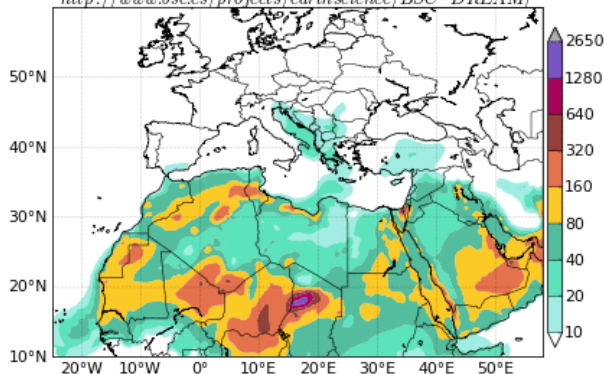 http://www.bsc.es/projects/earthscience/BSC-DREAM/
50°N
40°N
30°N
20°N
10°N
20°W 10°W 0° 10°E 20°E 30°E 40°E 50°E
2650
1280
640
320
160
80
40
20
10